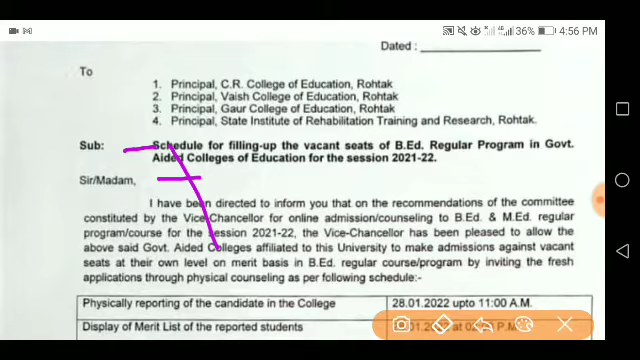 36% 4:56 PM
Dated :
To
1. Principal, C.R. College of Education, Rohtak
2. Principal, Vaish College of Education, Rohtak
3. Principal, Gaur College of Education, Rohtak
4. Principal, State Institute of Rehabilitation Training and Research, Rohtak.
Sub: Schedule for filling-up the vacant seats of B.Ed. Regular Program in Govt.
Aided Colleges of Education for the session 2021-22.
Sir/Madam,
I have been directed to inform you that on the recommendations of the committee
constituted by the Vice-Chancellor for online admission/counseling to B.Ed. & M.Ed. regular
program/course for the session 2021-22, the Vice-Chancellor has been pleased to allow the
above said Govt. Aided Colleges affiliated to this University to make admissions against vacant
seats at their own level on merit basis in B.Ed. regular course/program by inviting the fresh
applications through physical counseling as per following schedule:-
Physically reporting of the candidate in the College 28.01.2022 upto 11:00 A.M.
Display of Merit List of the reported students